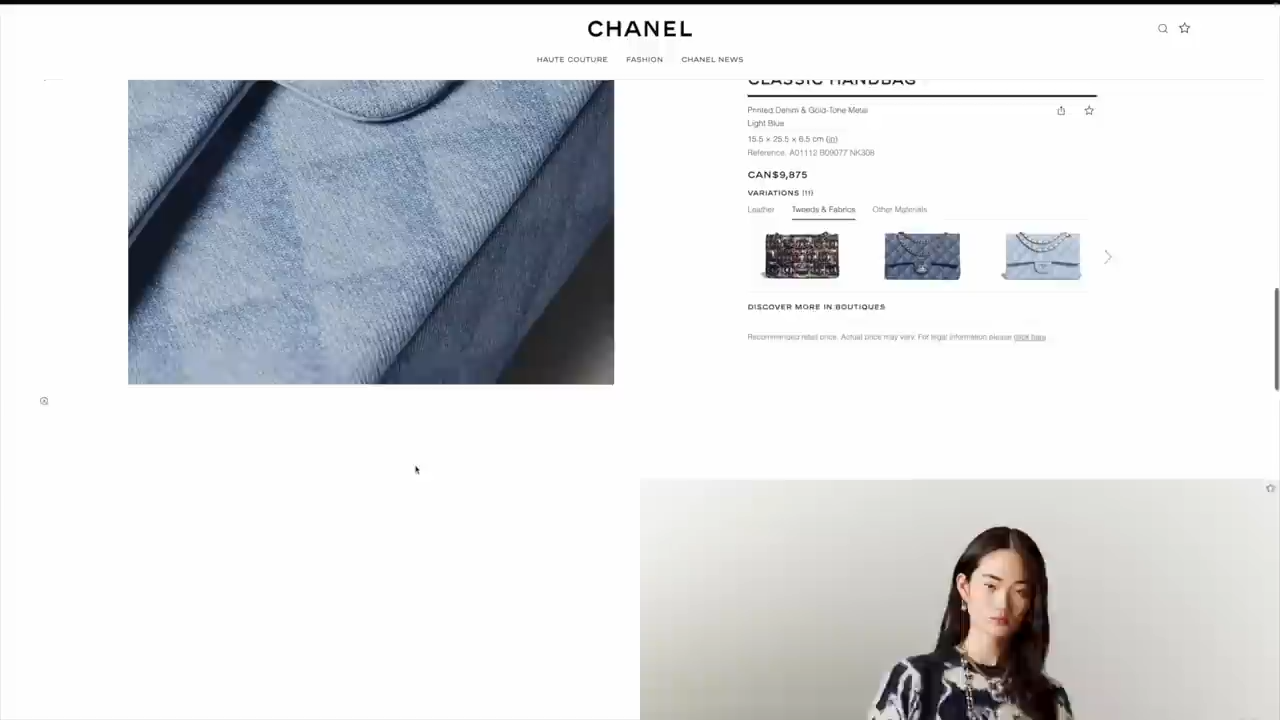 CHANEL
HAUTE COUTURE FASHION CHANEL NEWS
CLASSIC HANDBAG
Printed Denim & Gold-Tone Metal
Light Blue
15.5 × 25.5 × 6.5 cm (in)
Reference: A01112 B09077 NK308
CAN$9,875
VARIATIONS (11)
Leather Tweeds & Fabrics Other Materials
DISCOVER MORE IN BOUTIQUES
Recommended retail price. Actual price may vary. For legal information please click here